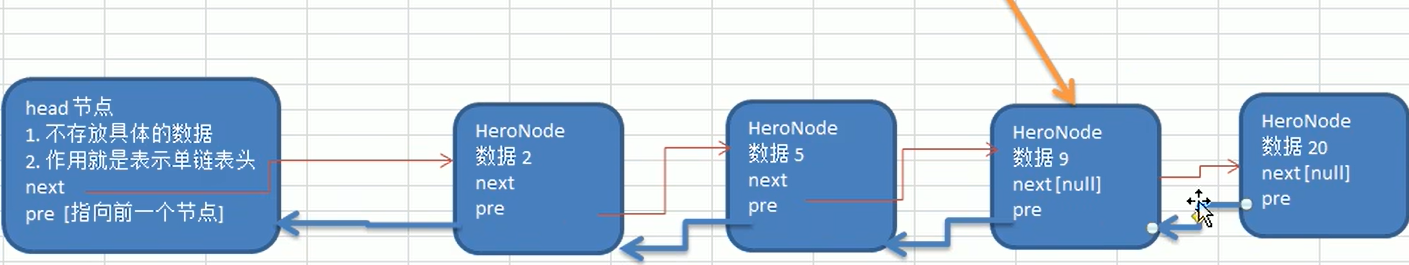 head 节点
1. 不存放具体的数据
2. 作用就是表示单链表头
next
pre [指向前一个节点]
HeroNode
数据 2
next
pre
HeroNode
数据 5
next
pre
HeroNode
数据 9
next [null]
pre
HeroNode
数据 20
next [null]
pre